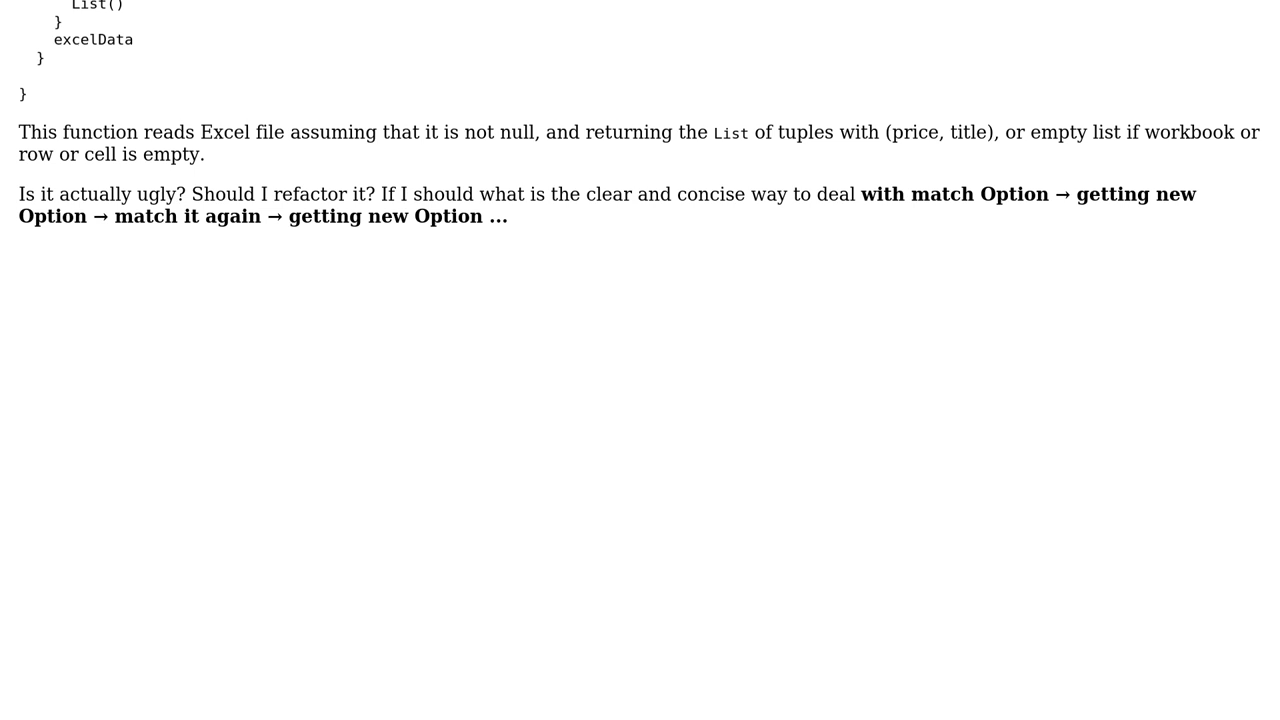 List()
}
excelData
}
}
This function reads Excel file assuming that it is not null, and returning the List of tuples with (price, title), or empty list if workbook or
row or cell is empty.
Is it actually ugly? Should I refactor it? If I should what is the clear and concise way to deal with match Option → getting new
Option → match it again → getting new Option ...